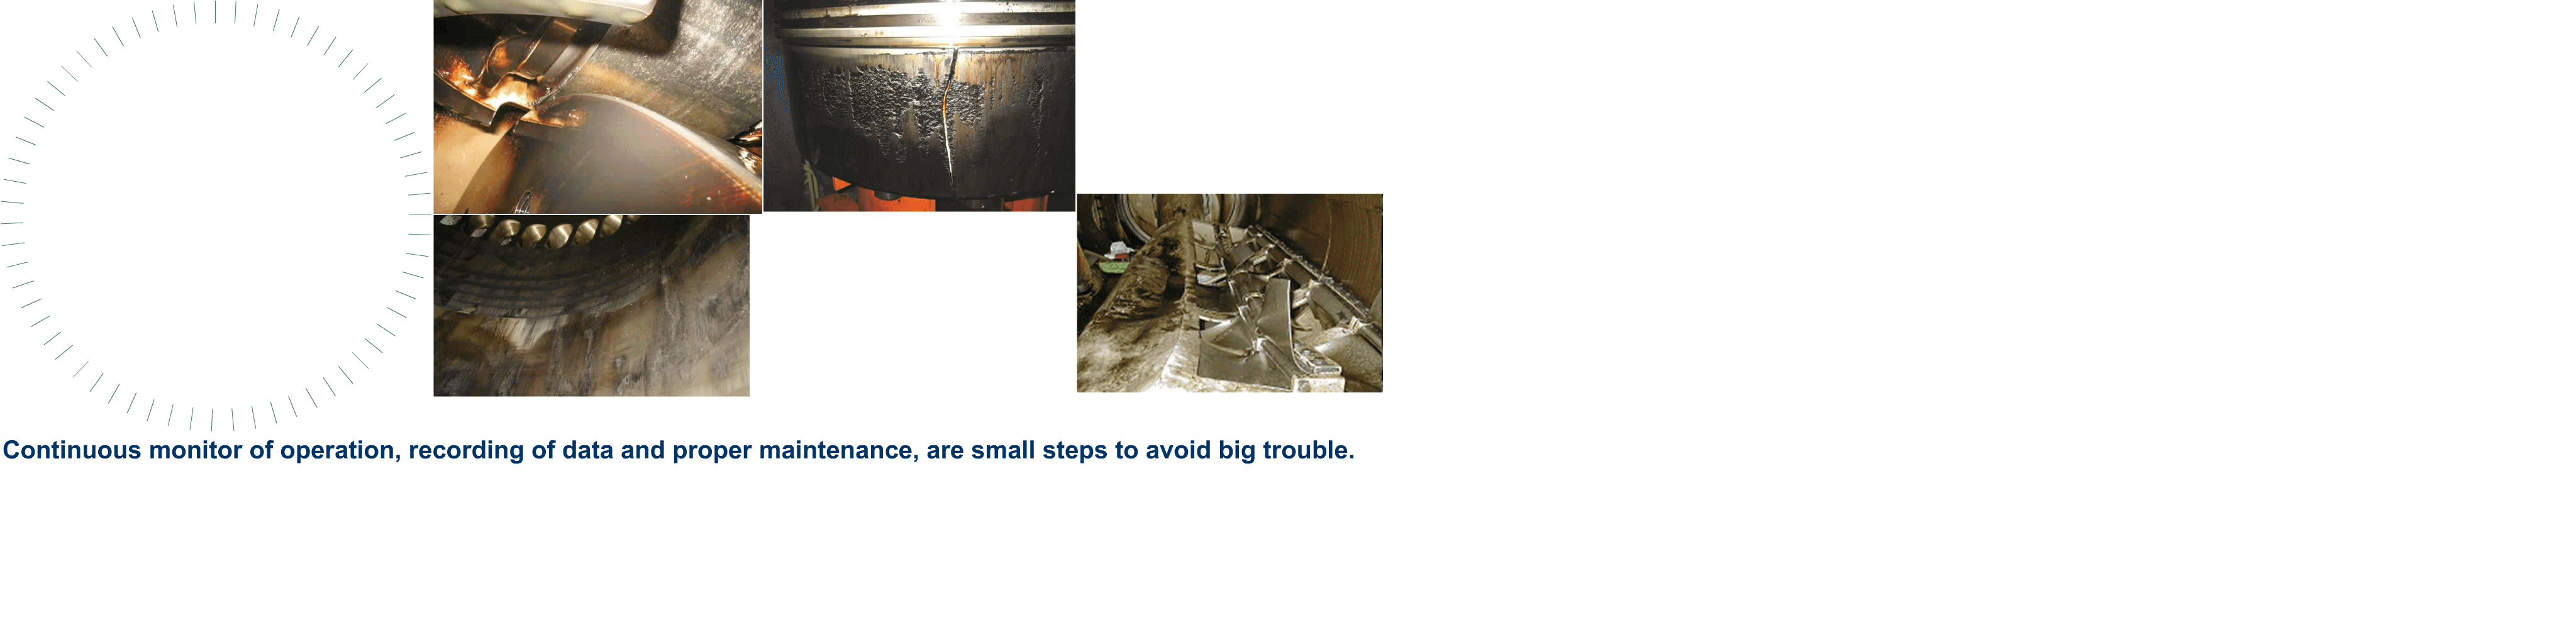 Continuous monitor of operation, recording of data and proper maintenance, are small steps to avoid big trouble.